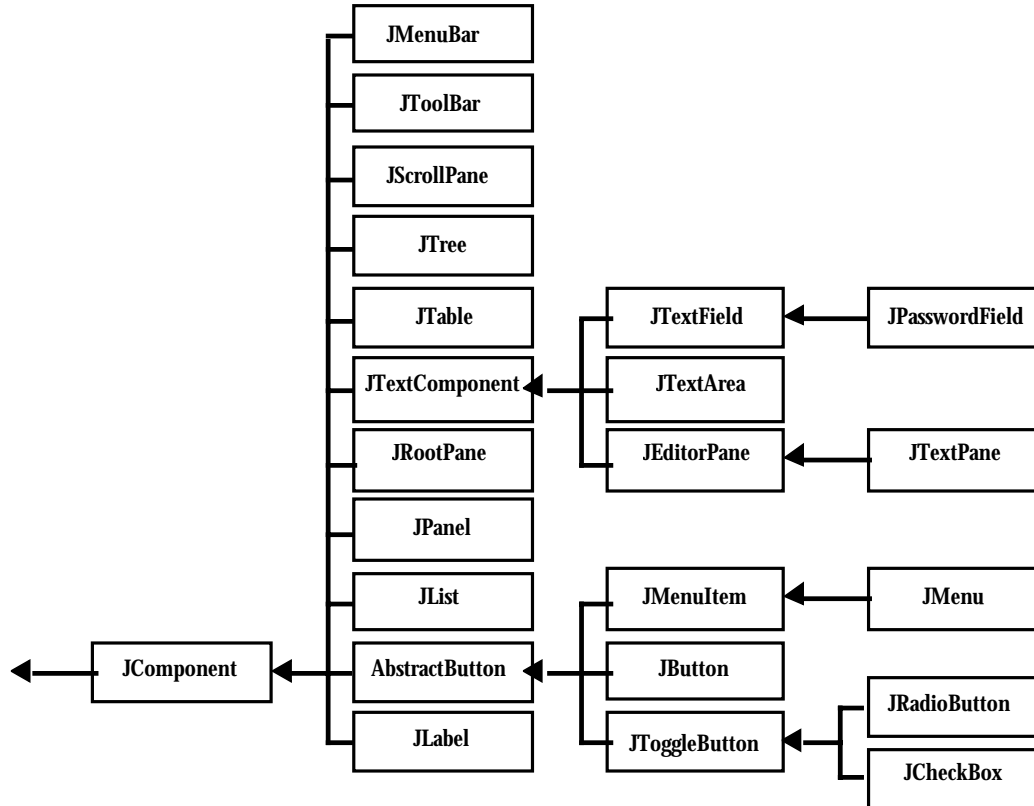 JMenuBar
JToolBar
JScrollPane
JTree
JTable
JTextField
JPasswordField
JTextComponent
JTextArea
JRootPane
JEditorPane
JTextPane
JPanel
JList
JMenuItem
JMenu
JComponent
AbstractButton
JButton
JRadioButton
JLabel
JToggleButton
JCheckBox